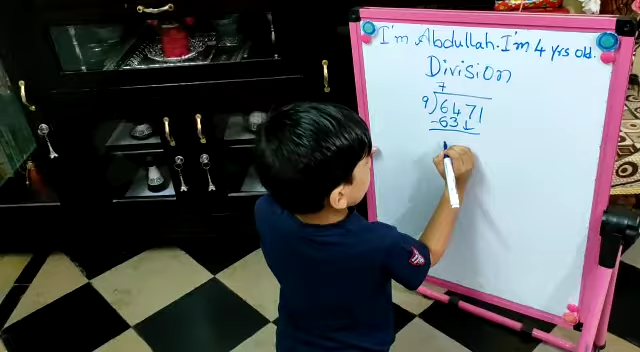 I'm Abdullah. I'm 4 yrs old.
Division
7
9)6471
-63↓